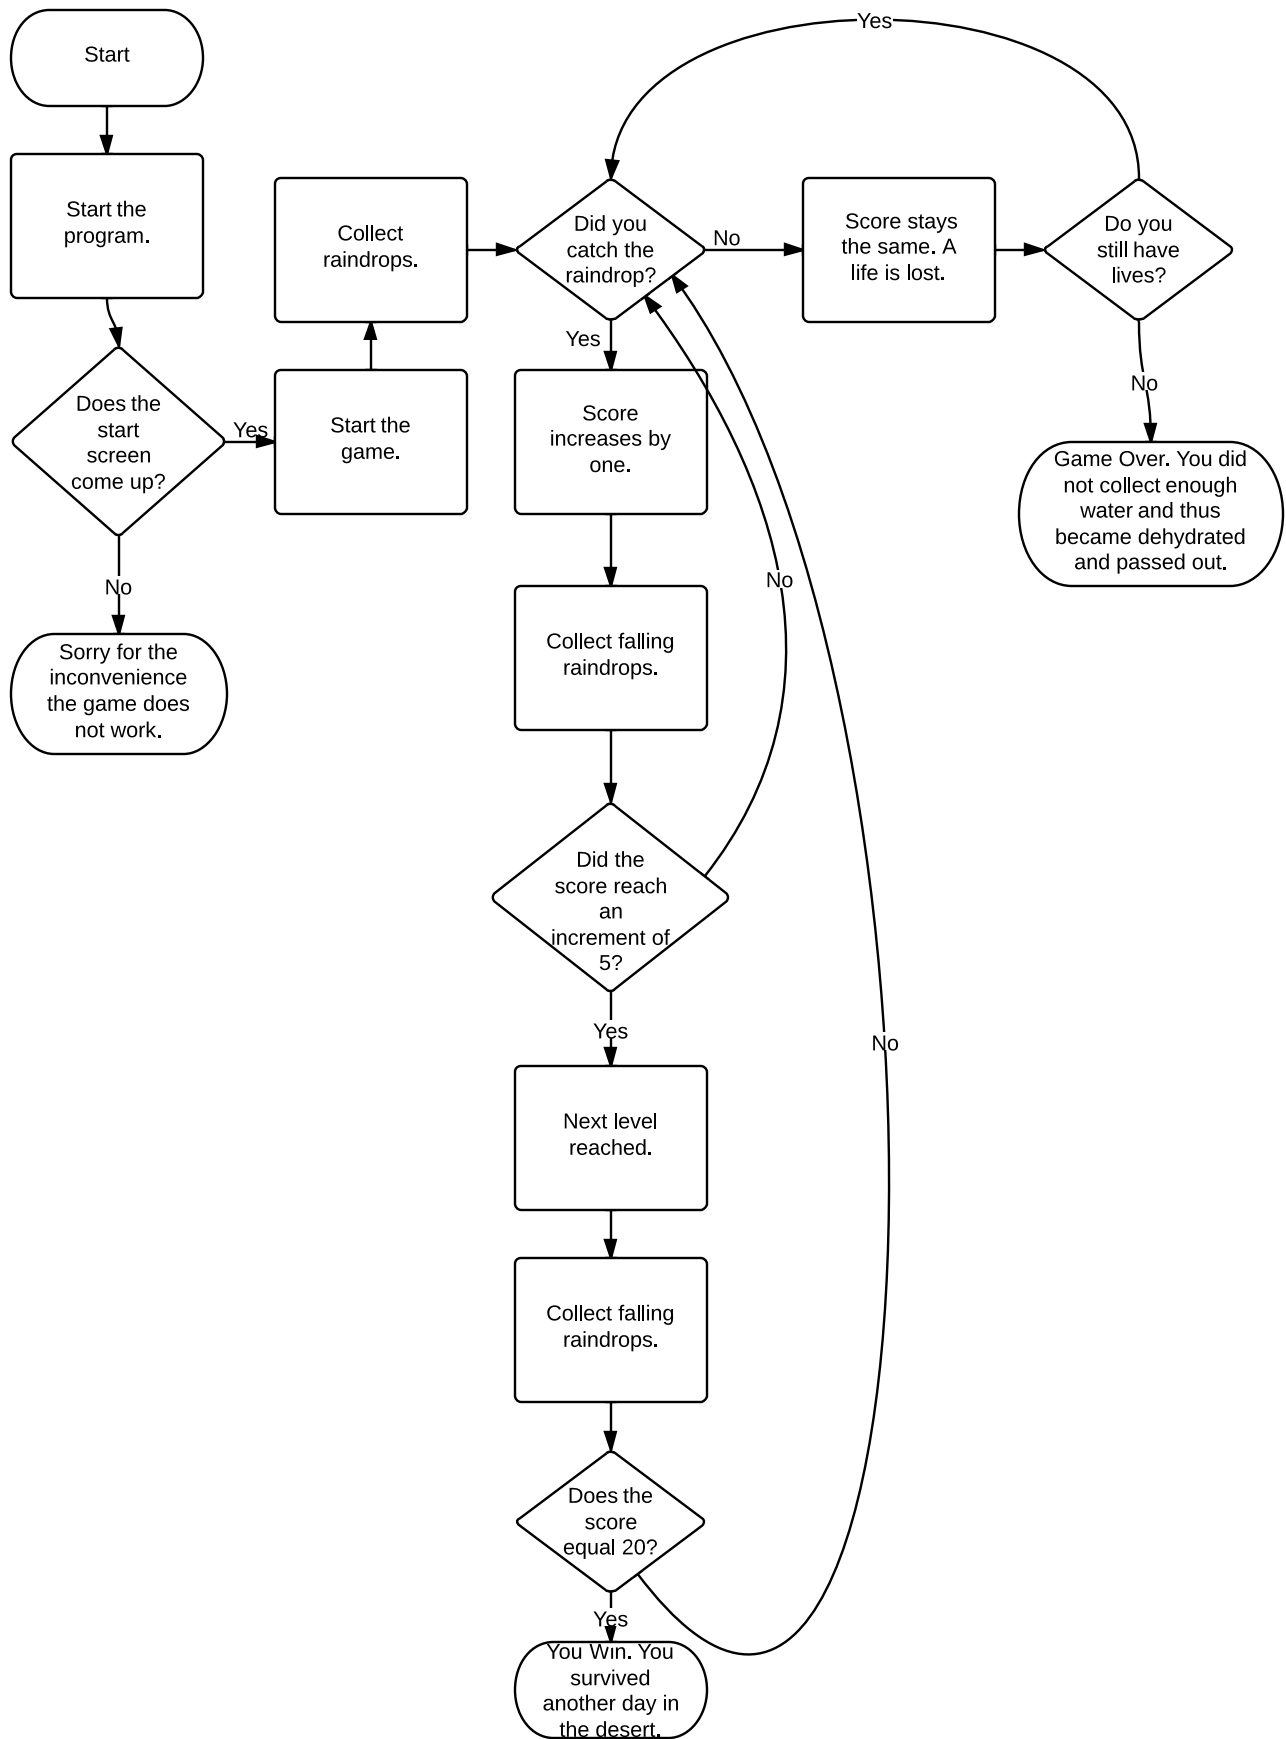 Start
Start the
program.
Does the
start
screen
come up?
Yes
No
Sorry for the
inconvenience
the game does
not work.
Start the
game.
Collect
raindrops.
Did you
catch the
raindrop?
No
Score stays
the same. A
life is lost.
Do you
still have
lives?
Yes
No
Game Over. You did
not collect enough
water and thus
became dehydrated
and passed out.
Yes
Score
increases by
one.
Collect falling
raindrops.
Did the
score reach
an
increment of
5?
No
Yes
Next level
reached.
Collect falling
raindrops.
Does the
score
equal 20?
No
Yes
You Win. You
survived
another day in
the desert.